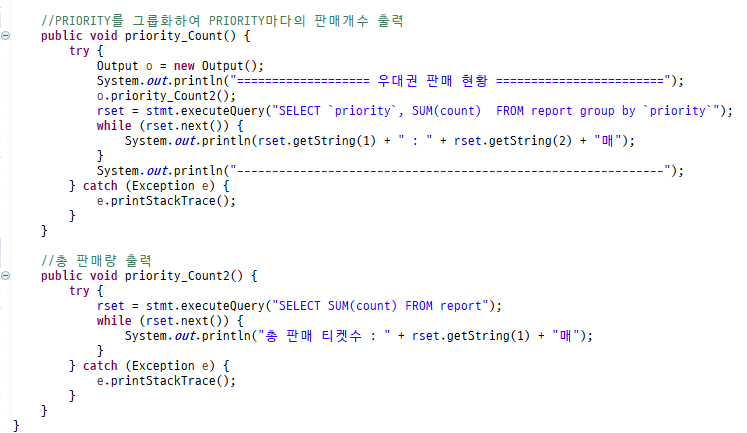 //PRIORITY를 그룹화하여 PRIORITY마다의 판매개수 출력
public void priority_Count() {
try {
Output o = new Output();
System.out.println("=================== 우대권 판매 현황 ========================");
o.priority_Count2();
rset = stmt.executeQuery("SELECT `priority`, SUM(count)  FROM report group by `priority`");
while (rset.next()) {
System.out.println(rset.getString(1) + " : " + rset.getString(2) + "매");
}
System.out.println("-------------------------------------------------------------");
} catch (Exception e) {
e.printStackTrace();
}
}
//총 판매량 출력
public void priority_Count2() {
try {
rset = stmt.executeQuery("SELECT SUM(count) FROM report");
while (rset.next()) {
System.out.println("총 판매 티켓수 : " + rset.getString(1) + "매");
}
} catch (Exception e) {
e.printStackTrace();
}
}
}